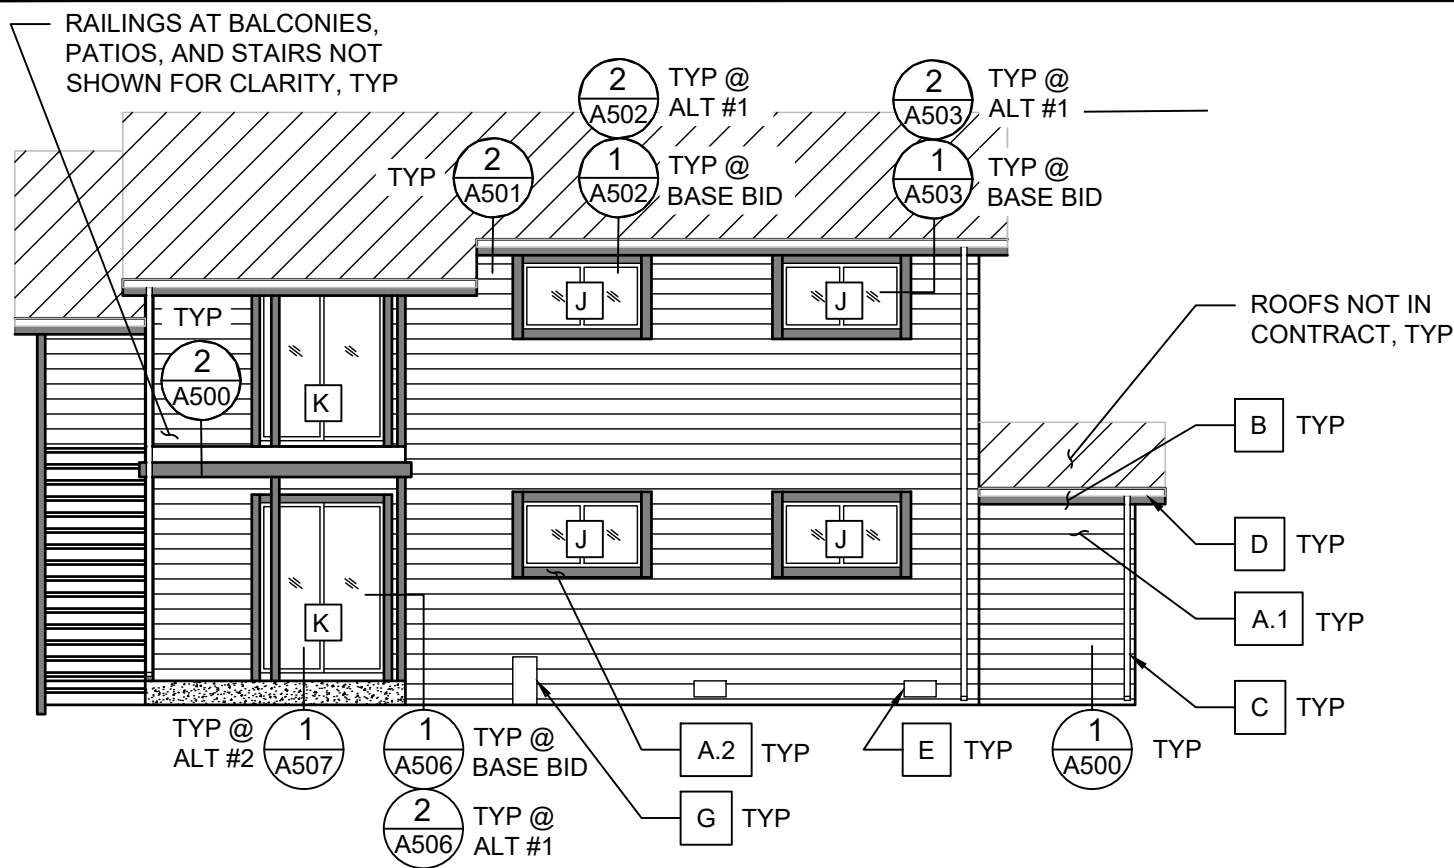 RAILINGS AT BALCONIES,
PATIOS, AND STAIRS NOT
SHOWN FOR CLARITY, TYP
2
A502
TYP @
ALT #1
2
A503
TYP @
ALT #1
TYP
2
A501
1
A502
TYP @
BASE BID
1
A503
TYP @
BASE BID
J
J
ROOFS NOT IN
CONTRACT, TYP
TYP
2
A500
K
B TYP
J
J
D TYP
K
A.1 TYP
C TYP
TYP @
ALT #2
1
A507
1
A506
TYP @
BASE BID
A.2 TYP
E TYP
1
A500
TYP
2
A506
TYP @
ALT #1
G TYP